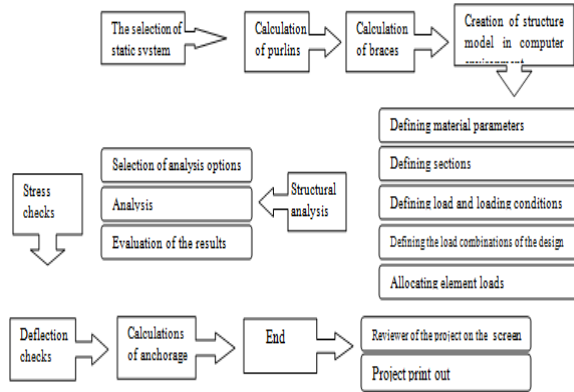 The selection of
static system
Calculation
of purlins
Calculation
of braces
Creation of structure
model in computer
environment
Defining material parameters
Defining sections
Defining load and loading conditions
Defining the load combinations of the design
Allocating element loads
Structural
analysis
Selection of analysis options
Analysis
Evaluation of the results
Stress
checks
Deflection
checks
Calculations
of anchorage
End
Reviewer of the project on the screen
Project print out